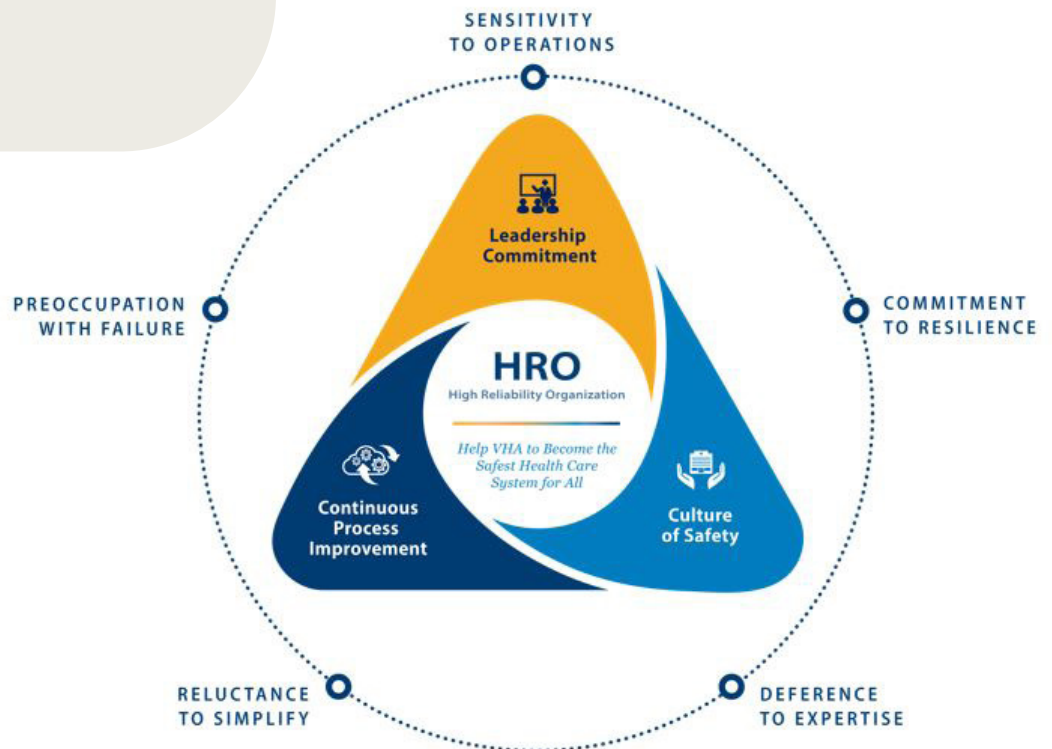 SENSITIVITY
TO OPERATIONS
Leadership
Commitment
PREOCCUPATION
WITH FAILURE
COMMITMENT
TO RESILIENCE
HRO
High Reliability Organization
Help VHA to Become the
Safest Health Care
System for All
Continuous
Process
Improvement
Culture
of Safety
RELUCTANCE
TO SIMPLIFY
DEFERENCE
TO EXPERTISE